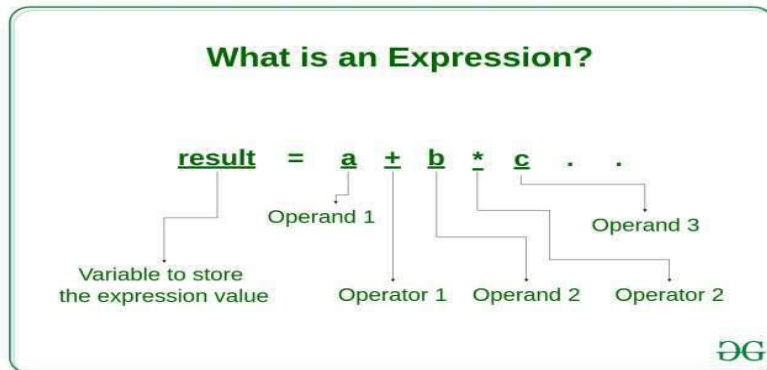 What is an Expression?
result = a + b * c . .
Operand 1
Operand 3
Variable to store
the expression value
Operator 1
Operand 2
Operator 2